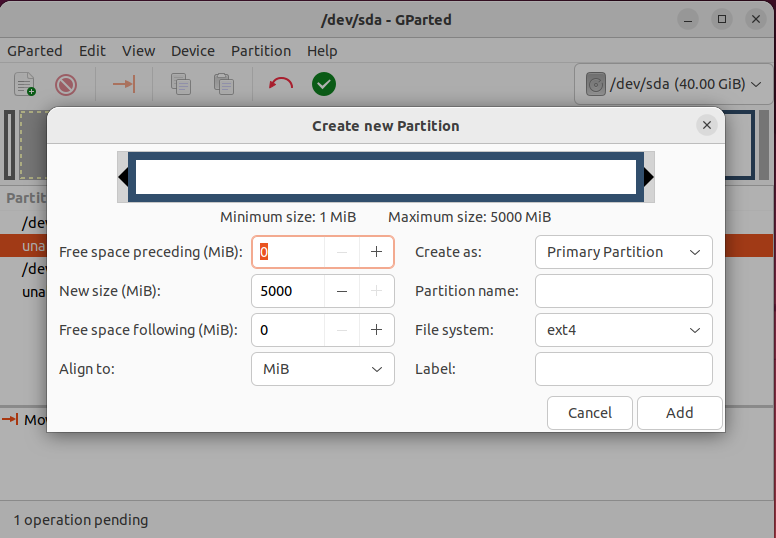 /dev/sda - GParted
GParted Edit View Device Partition Help
/dev/sda (40.00 GiB)
Create new Partition
Minimum size: 1 MiB Maximum size: 5000 MiB
Free space preceding (MiB): 0 Create as: Primary Partition
New size (MiB): 5000 Partition name:
Free space following (MiB): 0 File system: ext4
Align to: MiB Label:
Cancel Add
Partit
/dev
una
/dev
una
Mov
1 operation pending